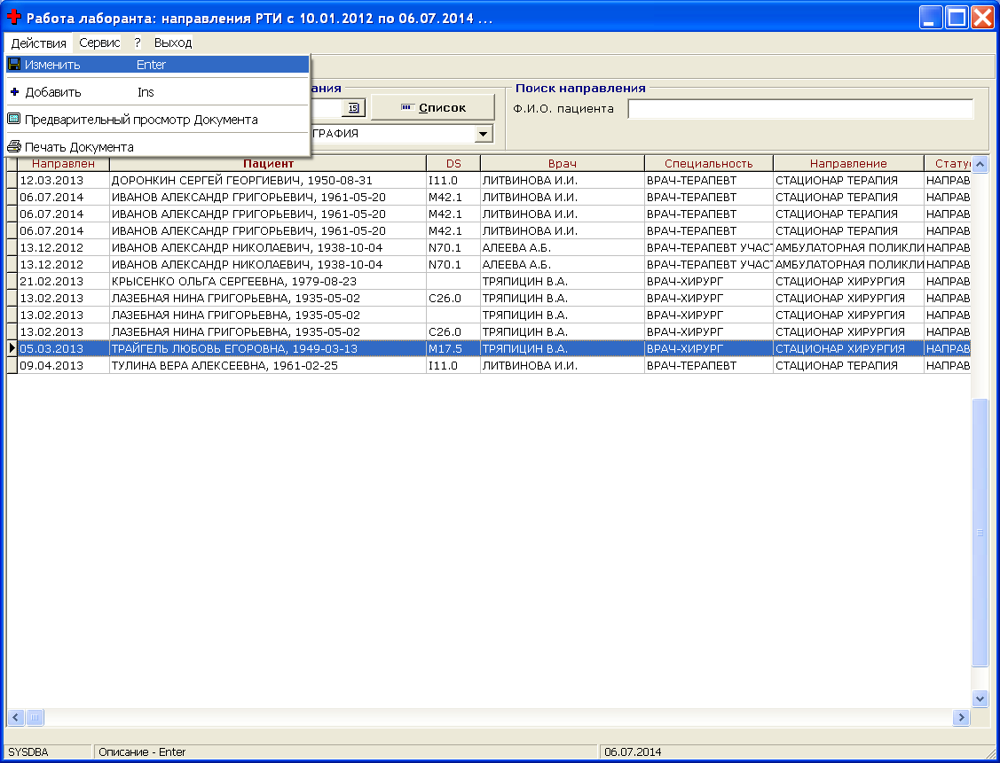 Работа лаборанта: направления РТИ с 10.01.2012 по 06.07.2014 ...
Действия Сервис ? Выход
Изменить Enter
Добавить Ins
Предварительный просмотр Документа
Печать Документа
ания Поиск направления
15 Список Ф.И.О. пациента
ГРАФИЯ
Направлен Пациент DS Врач Специальность Направление Стату
12.03.2013 ДОРОНКИН СЕРГЕЙ ГЕОРГИЕВИЧ, 1950-08-31 I11.0 ЛИТВИНОВА И.И. ВРАЧ-ТЕРАПЕВТ СТАЦИОНАР ТЕРАПИЯ НАПРАВ
06.07.2014 ИВАНОВ АЛЕКСАНДР ГРИГОРЬЕВИЧ, 1961-05-20 M42.1 ЛИТВИНОВА И.И. ВРАЧ-ТЕРАПЕВТ СТАЦИОНАР ТЕРАПИЯ НАПРАВ
06.07.2014 ИВАНОВ АЛЕКСАНДР ГРИГОРЬЕВИЧ, 1961-05-20 M42.1 ЛИТВИНОВА И.И. ВРАЧ-ТЕРАПЕВТ СТАЦИОНАР ТЕРАПИЯ НАПРАВ
06.07.2014 ИВАНОВ АЛЕКСАНДР ГРИГОРЬЕВИЧ, 1961-05-20 M42.1 ЛИТВИНОВА И.И. ВРАЧ-ТЕРАПЕВТ СТАЦИОНАР ТЕРАПИЯ НАПРАВ
13.12.2012 ИВАНОВ АЛЕКСАНДР НИКОЛАЕВИЧ, 1938-10-04 N70.1 АЛЕЕВА А.Б. ВРАЧ-ТЕРАПЕВТ УЧАСТ АМБУЛАТОРНАЯ ПОЛИКЛИ НАПРАВ
13.12.2012 ИВАНОВ АЛЕКСАНДР НИКОЛАЕВИЧ, 1938-10-04 N70.1 АЛЕЕВА А.Б. ВРАЧ-ТЕРАПЕВТ УЧАСТ АМБУЛАТОРНАЯ ПОЛИКЛИ НАПРАВ
21.02.2013 КРЫСЕНКО ОЛЬГА СЕРГЕЕВНА, 1979-08-23 ТРЯПИЦИН В.А. ВРАЧ-ХИРУРГ СТАЦИОНАР ХИРУРГИЯ НАПРАВ
13.02.2013 ЛАЗЕБНАЯ НИНА ГРИГОРЬЕВНА, 1935-05-02 C26.0 ТРЯПИЦИН В.А. ВРАЧ-ХИРУРГ СТАЦИОНАР ХИРУРГИЯ НАПРАВ
13.02.2013 ЛАЗЕБНАЯ НИНА ГРИГОРЬЕВНА, 1935-05-02 ТРЯПИЦИН В.А. ВРАЧ-ХИРУРГ СТАЦИОНАР ХИРУРГИЯ НАПРАВ
13.02.2013 ЛАЗЕБНАЯ НИНА ГРИГОРЬЕВНА, 1935-05-02 C26.0 ТРЯПИЦИН В.А. ВРАЧ-ХИРУРГ СТАЦИОНАР ХИРУРГИЯ НАПРАВ
05.03.2013 ТРАЙГЕЛЬ ЛЮБОВЬ ЕГОРОВНА, 1949-03-13 M17.5 ТРЯПИЦИН В.А. ВРАЧ-ХИРУРГ СТАЦИОНАР ХИРУРГИЯ НАПРАВ
09.04.2013 ТУЛИНА ВЕРА АЛЕКСЕЕВНА, 1961-02-25 I11.0 ЛИТВИНОВА И.И. ВРАЧ-ТЕРАПЕВТ СТАЦИОНАР ТЕРАПИЯ НАПРАВ
SYSDBA Описание - Enter 06.07.2014